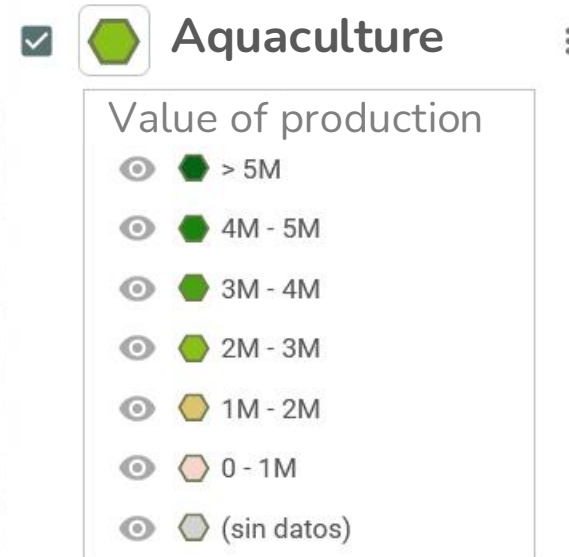 Aquaculture
Value of production
> 5M
4M - 5M
3M - 4M
2M - 3M
1M - 2M
0 - 1M
(sin datos)